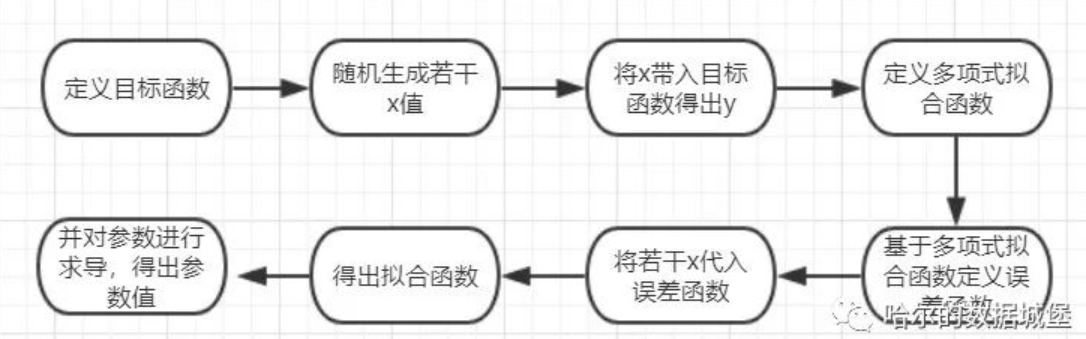 定义目标函数
随机生成若干
x值
将x带入目标
函数得出y
定义多项式拟
合函数
基于多项式拟
合函数定义误
差函数
将若干x代入
误差函数
得出拟合函数
并对参数进行
求导，得出参
数值
哈尔的数据城堡